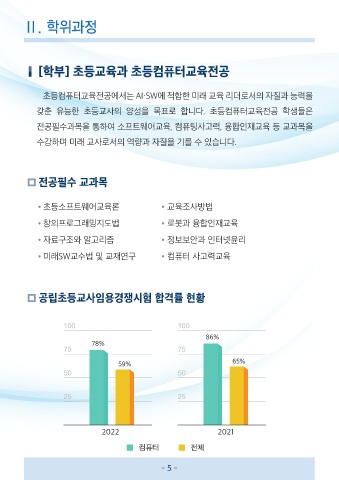 Ⅱ. 학위과정
[학부] 초등교육과 초등컴퓨터교육전공
초등컴퓨터교육전공에서는 AI·SW에 적합한 미래 교육 리더로서의 자질과 능력을
갖춘 유능한 초등교사의 양성을 목표로 합니다. 초등컴퓨터교육전공 학생들은
전공필수과목을 통하여 소프트웨어교육, 컴퓨팅사고력, 융합인재교육 등 교과목을
수강하며 미래 교사로서의 역량과 자질을 기를 수 있습니다.
전공필수 교과목
• 초등소프트웨어교육론
• 창의프로그래밍지도법
• 자료구조와 알고리즘
• 미래SW교수법 및 교재연구
• 교육조사방법
• 로봇과 융합인재교육
• 정보보안과 인터넷윤리
• 컴퓨터 사고력교육
공립초등교사임용경쟁시험 합격률 현황
100
75
50
25
78%
59%
2022
100
75
50
25
86%
65%
2021
컴퓨터
전체
- 5 -